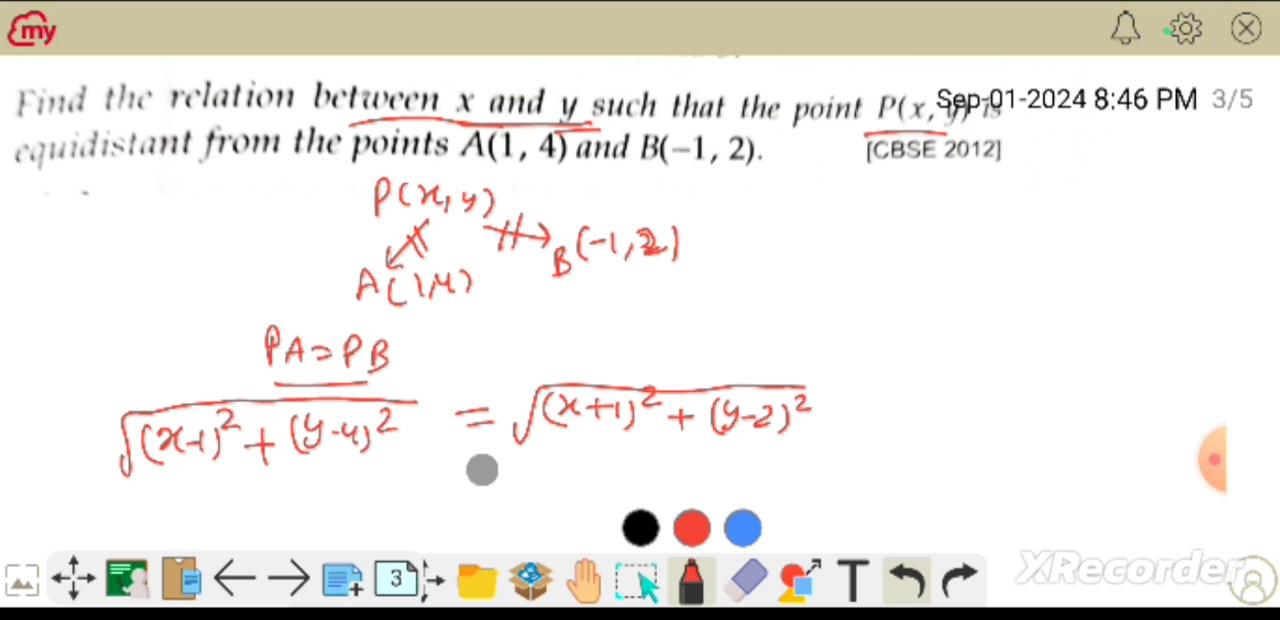 my
Find the relation between x and y such that the point P(x, y) is
Sep-01-2024 8:46 PM 3/5
equidistant from the points A(1, 4) and B(−1, 2).
[CBSE 2012]
P(x, y)
B(-1, 2)
A(1,4)
PA = PB
√(x-1)² + (y-4)² = √(x+1)² + (y-2)²
3
T
XRecorder